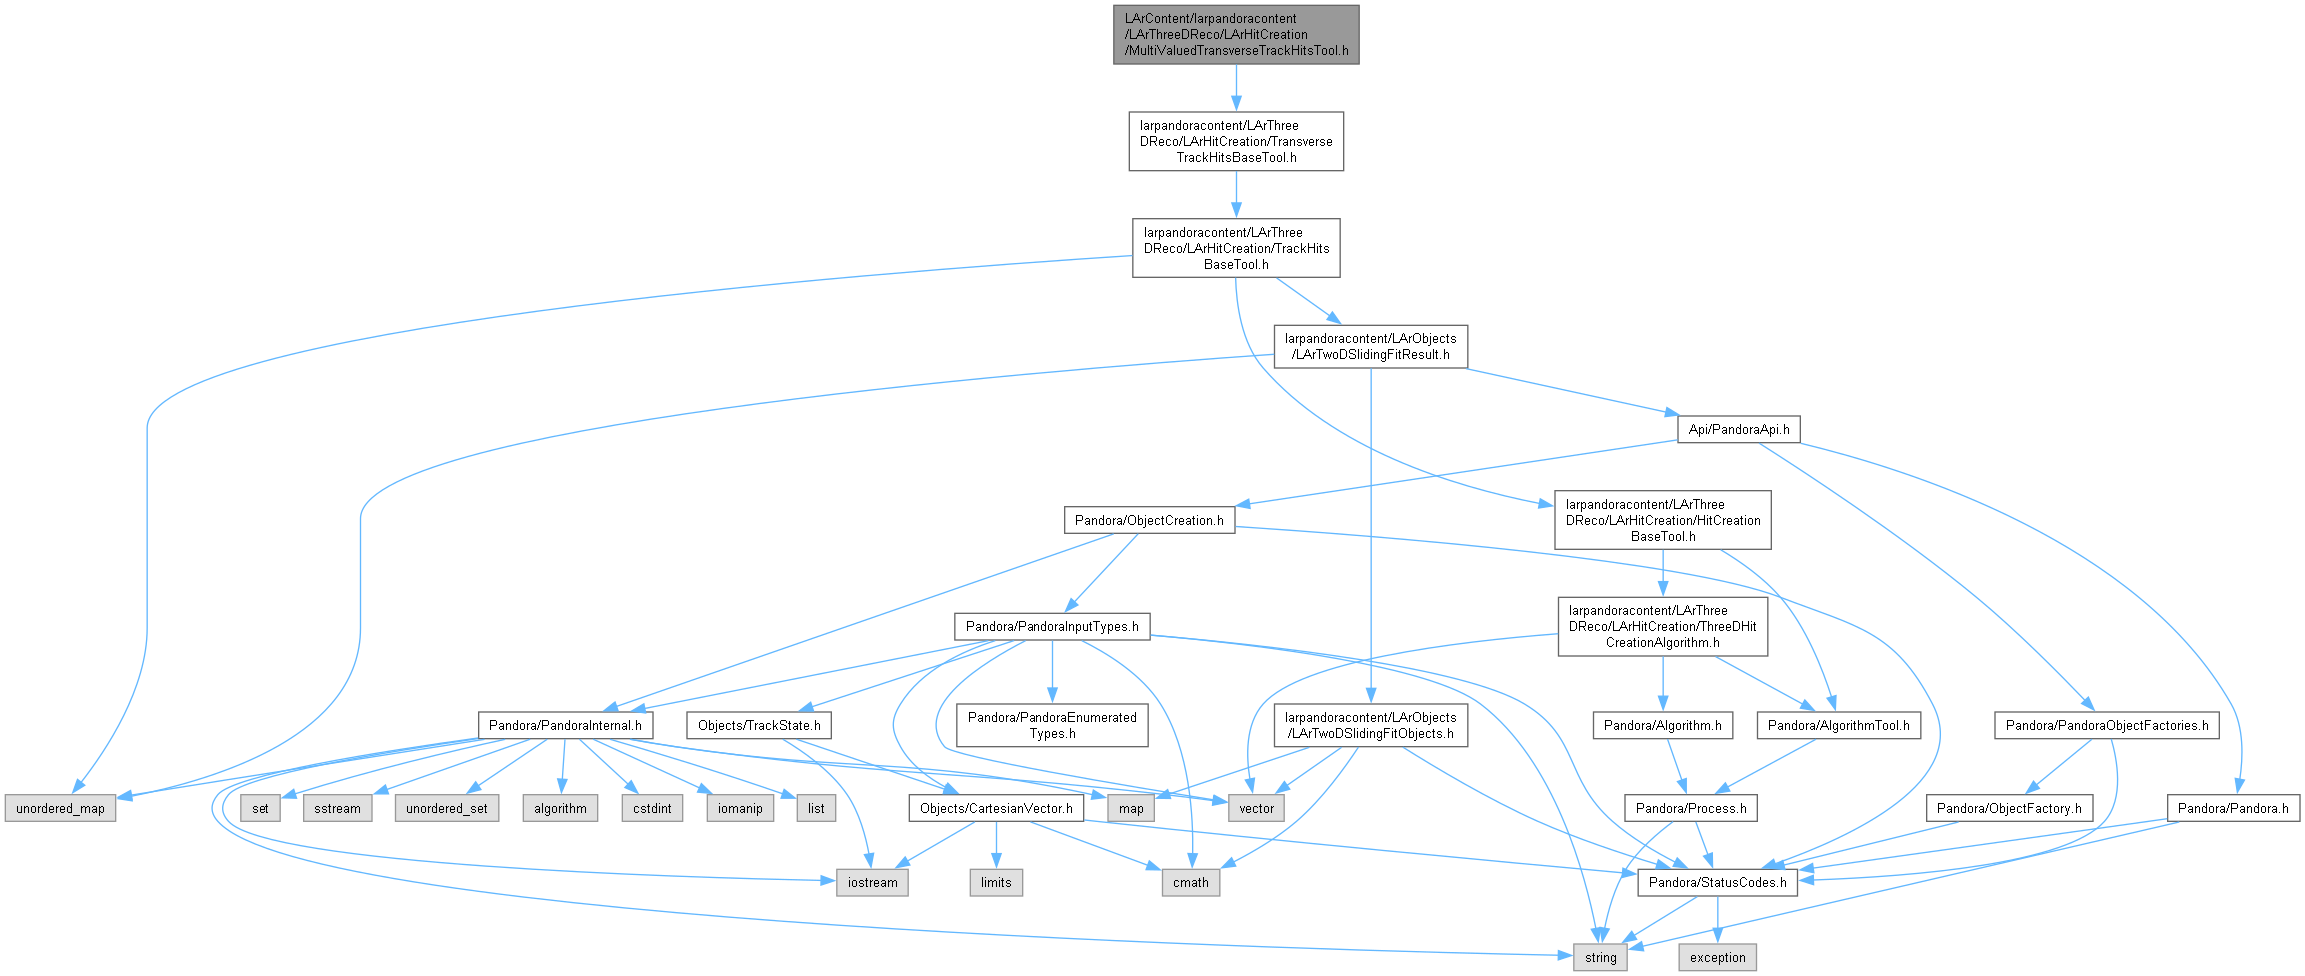 LArContent/larpandoracontent
/LArThreeDReco/LArHitCreation
/MultiValuedTransverseTrackHitsTool.h
larpandoracontent/LArThree
DReco/LArHitCreation/Transverse
TrackHitsBaseTool.h
larpandoracontent/LArThree
DReco/LArHitCreation/TrackHits
BaseTool.h
larpandoracontent/LArObjects
/LArTwoDSlidingFitResult.h
Api/PandoraApi.h
larpandoracontent/LArThree
DReco/LArHitCreation/HitCreation
BaseTool.h
Pandora/ObjectCreation.h
larpandoracontent/LArThree
DReco/LArHitCreation/ThreeDHit
CreationAlgorithm.h
Pandora/PandoraInputTypes.h
Pandora/PandoraInternal.h
Objects/TrackState.h
Pandora/PandoraEnumerated
Types.h
larpandoracontent/LArObjects
/LArTwoDSlidingFitObjects.h
Pandora/Algorithm.h
Pandora/AlgorithmTool.h
Pandora/PandoraObjectFactories.h
unordered_map
set
sstream
unordered_set
algorithm
cstdint
iomanip
list
Objects/CartesianVector.h
map
vector
Pandora/Process.h
Pandora/ObjectFactory.h
Pandora/Pandora.h
iostream
limits
cmath
Pandora/StatusCodes.h
string
exception